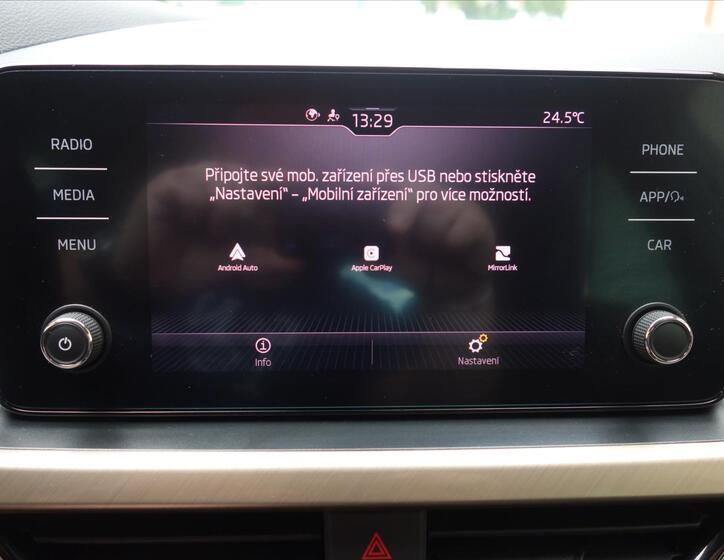 13:29
24.5°C
RADIO
MEDIA
MENU
PHONE
APP/
CAR
Připojte své mob. zařízení přes USB nebo stiskněte
„Nastavení“ – „Mobilní zařízení“ pro více možností.
Android Auto
Apple CarPlay
MirrorLink
Info
Nastavení